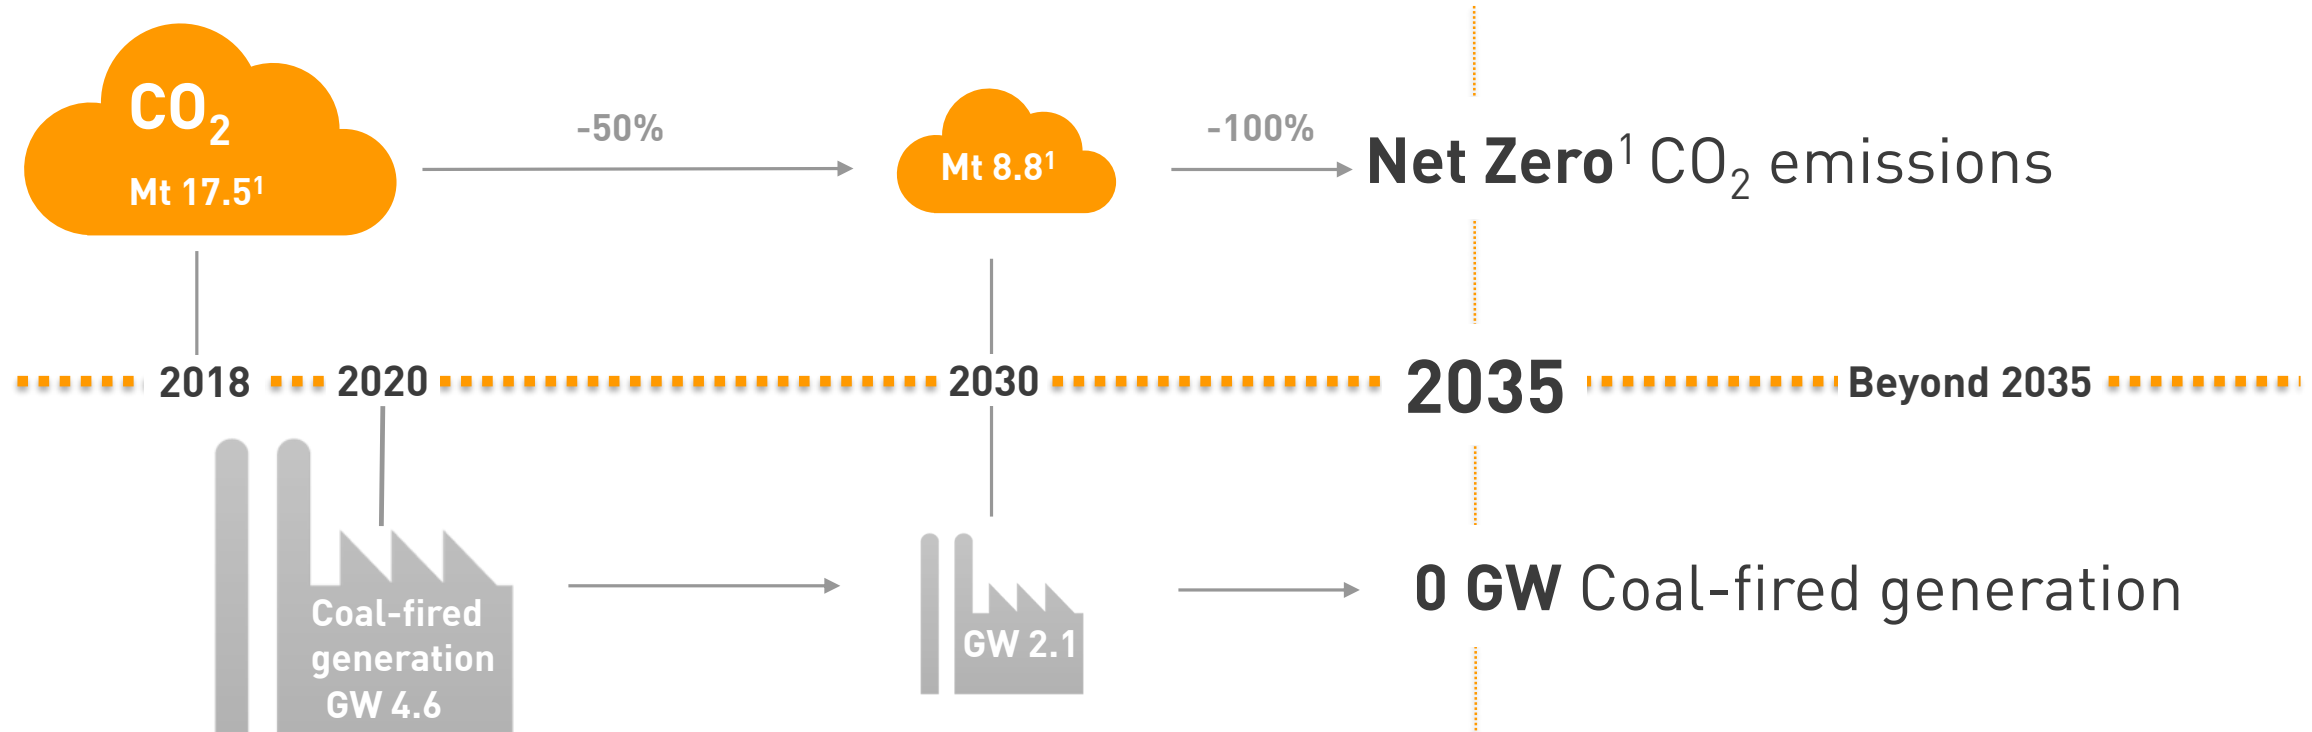 CO₂
Mt 17.5¹
-50%
Mt 8.8¹
-100%
Net Zero¹ CO₂ emissions
2018
2020
2030
2035
Beyond 2035
Coal-fired
generation
GW 4.6
GW 2.1
0 GW Coal-fired generation